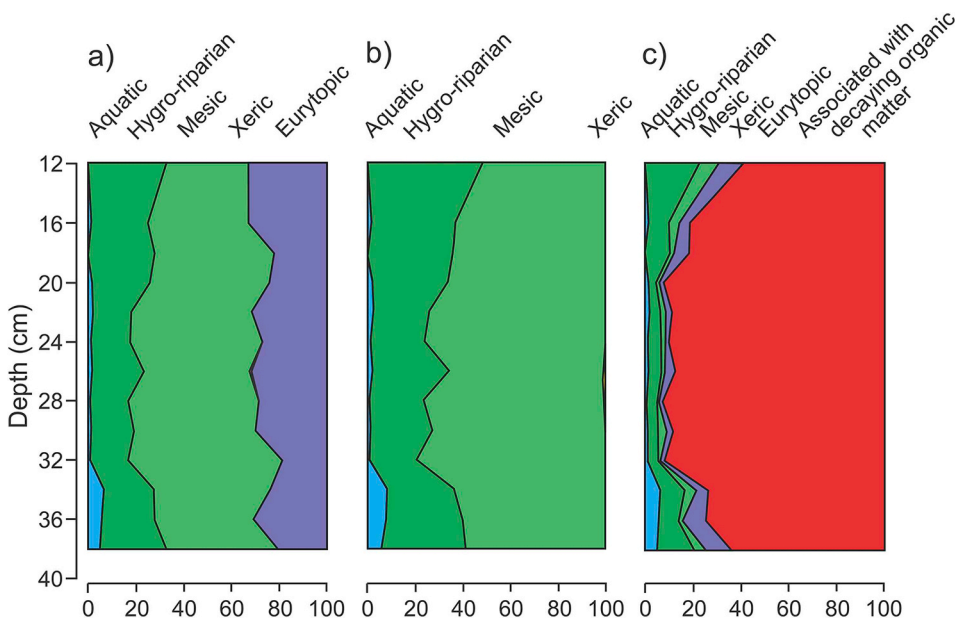 a)
Aquatic
Hygro-riparian
Mesic
Xeric
Eurytopic
b)
Aquatic
Hygro-riparian
Mesic
Xeric
c)
Aquatic
Hygro-riparian
Mesic
Xeric
Eurytopic
Associated with
decaying organic
matter
Depth (cm)
12
16
20
24
28
32
36
40
0 20 40 60 80 100
0 20 40 60 80 100
0 20 40 60 80 100